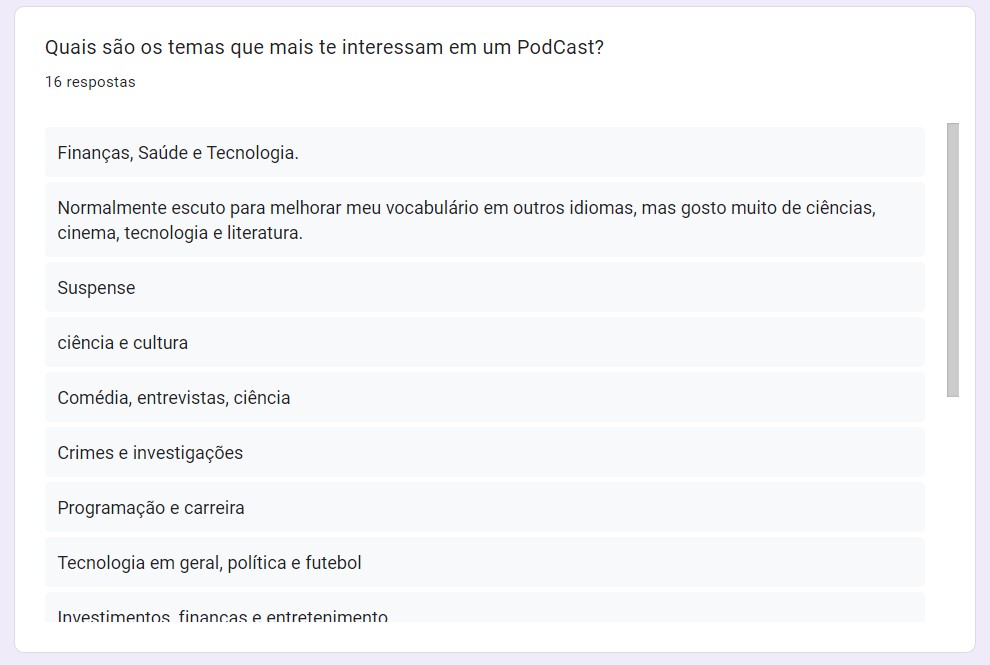 Quais são os temas que mais te interessam em um PodCast?
16 respostas
Finanças, Saúde e Tecnologia.
Normalmente escuto para melhorar meu vocabulário em outros idiomas, mas gosto muito de ciências,
cinema, tecnologia e literatura.
Suspense
ciência e cultura
Comédia, entrevistas, ciência
Crimes e investigações
Programação e carreira
Tecnologia em geral, política e futebol
Investimentos, finanças e entretenimento